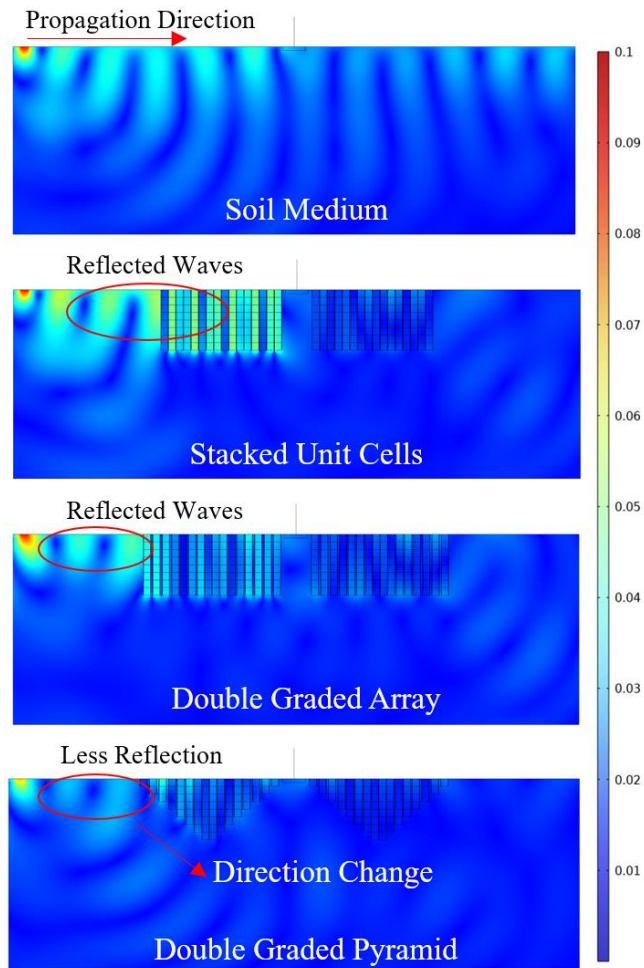 Propagation Direction
Soil Medium
Reflected Waves
Stacked Unit Cells
Reflected Waves
Double Graded Array
Less Reflection
Direction Change
Double Graded Pyramid
0.1
0.09
0.08
0.07
0.06
0.05
0.04
0.03
0.02
0.01